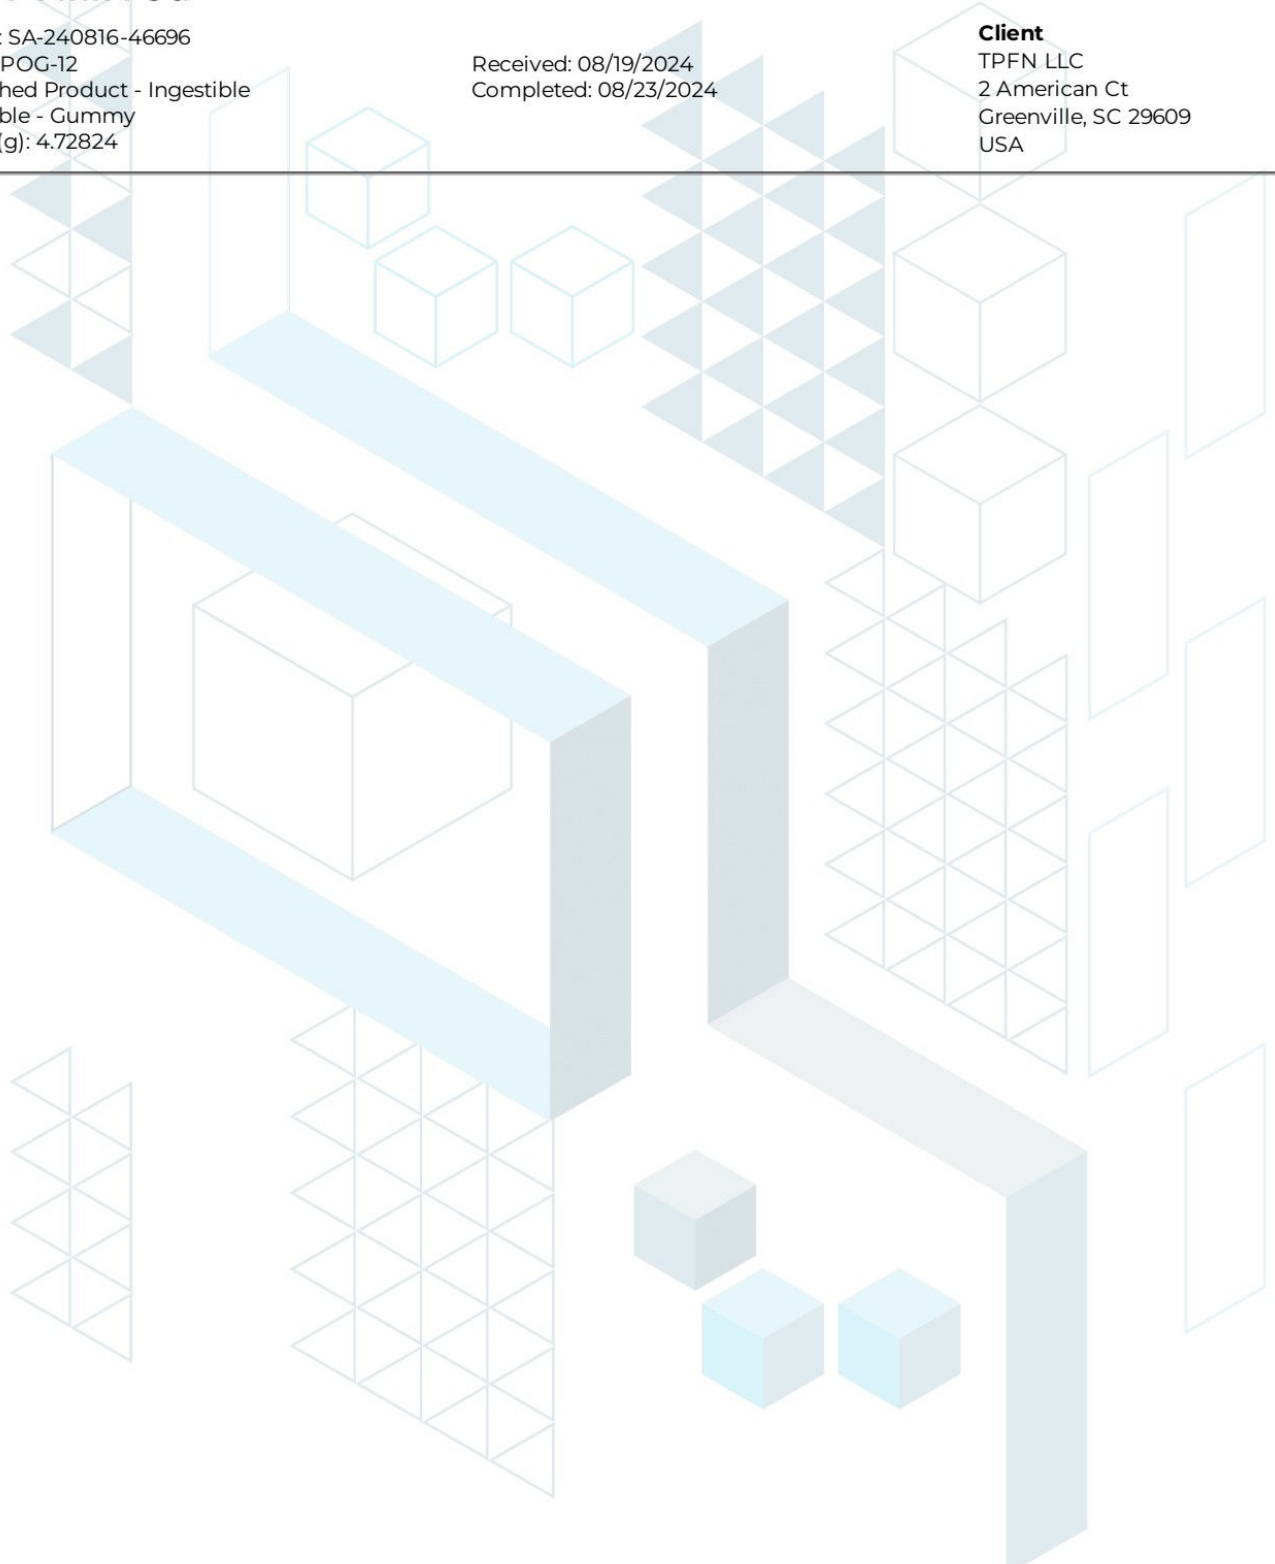 : SA-240816-46696
POG-12
hed Product - Ingestible
ble - Gummy
(g): 4.72824
Received: 08/19/2024
Completed: 08/23/2024
Client
TPFN LLC
2 American Ct
Greenville, SC 29609
USA